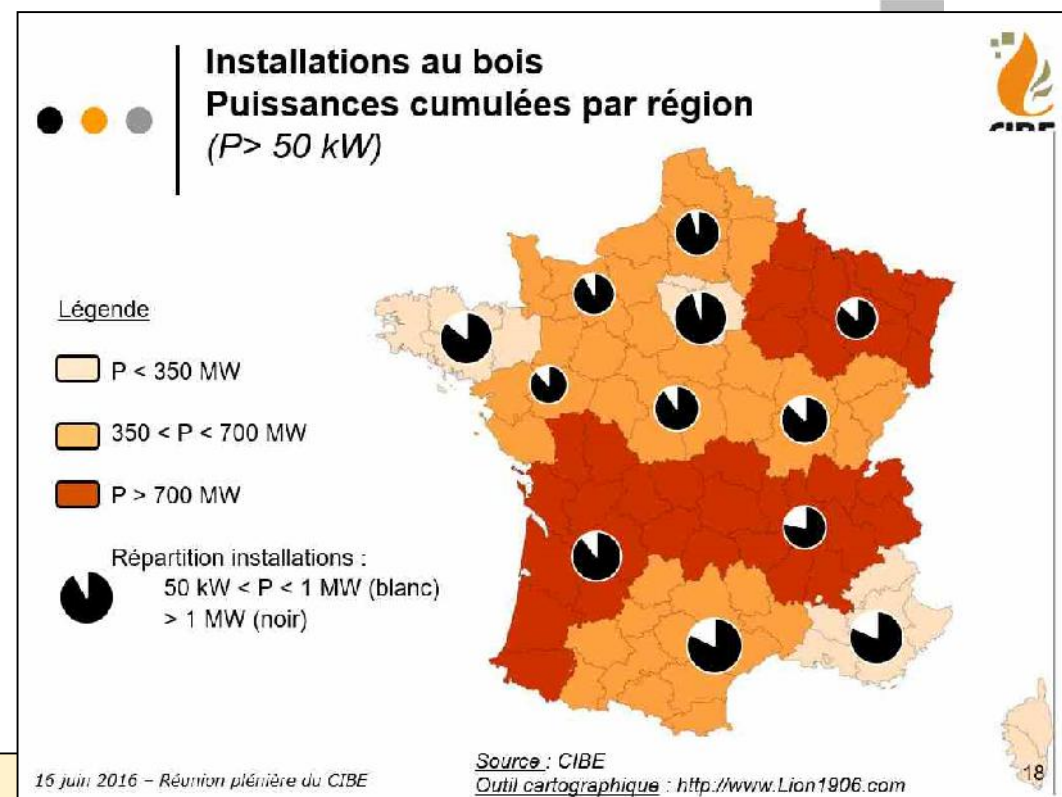 Installations au bois
Puissances cumulées par région
(P> 50 kW)
CIBE
Légende
P < 350 MW
350 < P < 700 MW
P > 700 MW
Répartition installations :
50 kW < P < 1 MW (blanc)
> 1 MW (noir)
16 juin 2016 – Réunion plénière du CIBE
Source : CIBE
Outil cartographique : http://www.Lion1906.com
18